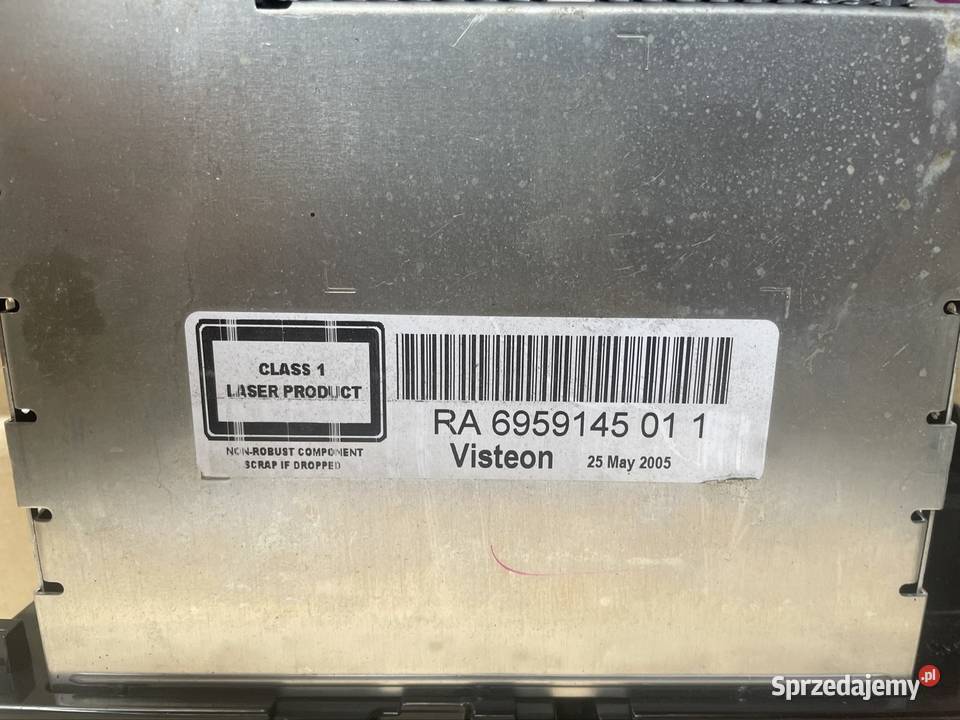 CLASS 1
LASER PRODUCT
NON-ROBUST COMPONENT
SCRAP IF DROPPED
RA 6959145 01 1
Visteon 25 May 2005
Sprzedajemy.pl